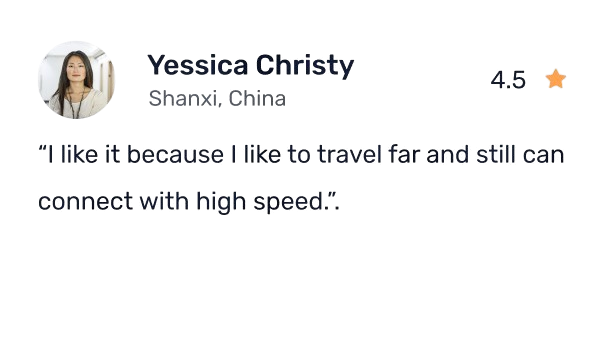 Yessica Christy
Shanxi, China
4.5
“I like it because I like to travel far and still can
connect with high speed.”.